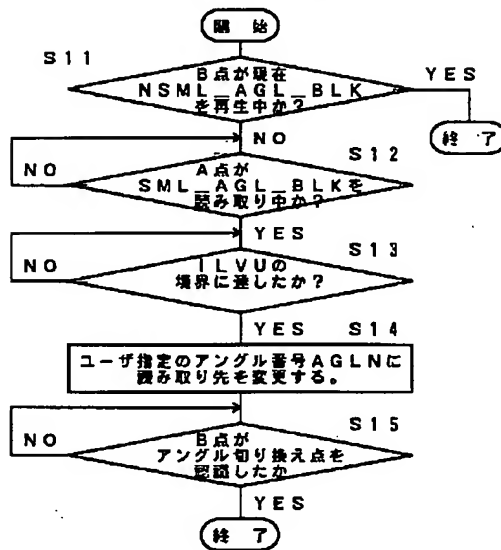 開 始
S11
B点が現在
NSML_AGL_BLK
を再生中か?
YES
終 了
NO
NO
S12
A点が
SML_AGL_BLKを
読み取り中か?
YES
S13
NO
ILVUの
境界に達したか?
YES
S14
ユーザ指定のアングル番号AGLNに
読み取り先を変更する。
S15
NO
B点が
アングル切り換え点を
認識したか
YES
終 了